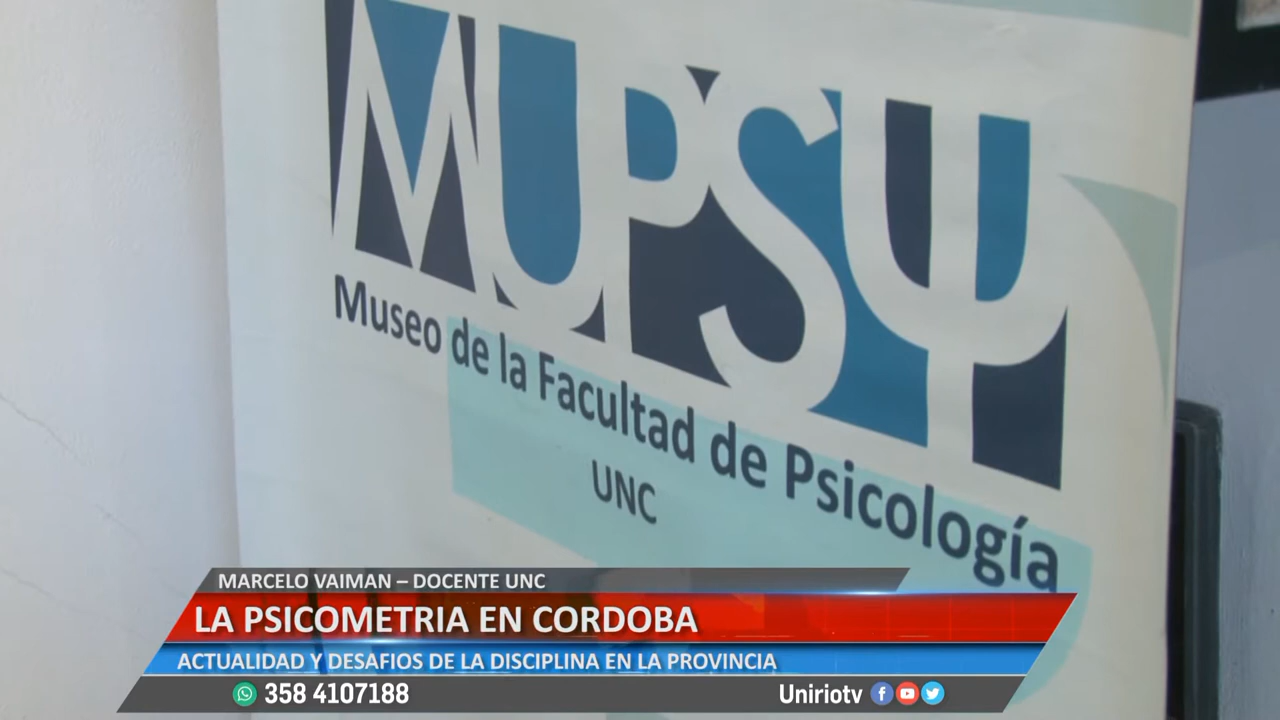 MUPSΨ
Museo de la Facultad de Psicología
UNC
MARCELO VAIMAN – DOCENTE UNC
LA PSICOMETRIA EN CORDOBA
ACTUALIDAD Y DESAFIOS DE LA DISCIPLINA EN LA PROVINCIA
358 4107188
Uniriotv